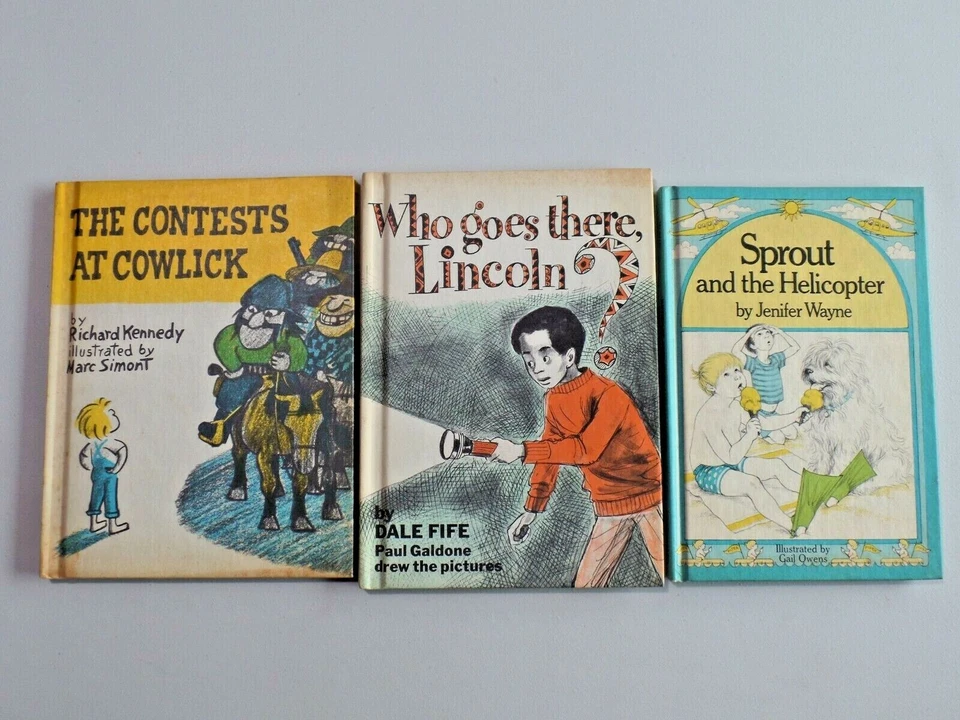 THE CONTESTS
AT COWLICK
by
Richard Kennedy
illustrated by
Marc Simont
Who goes there,
Lincoln?
by
DALE FIFE
Paul Galdone
drew the pictures
Sprout
and the Helicopter
by Jenifer Wayne
Illustrated by
Gail Owens